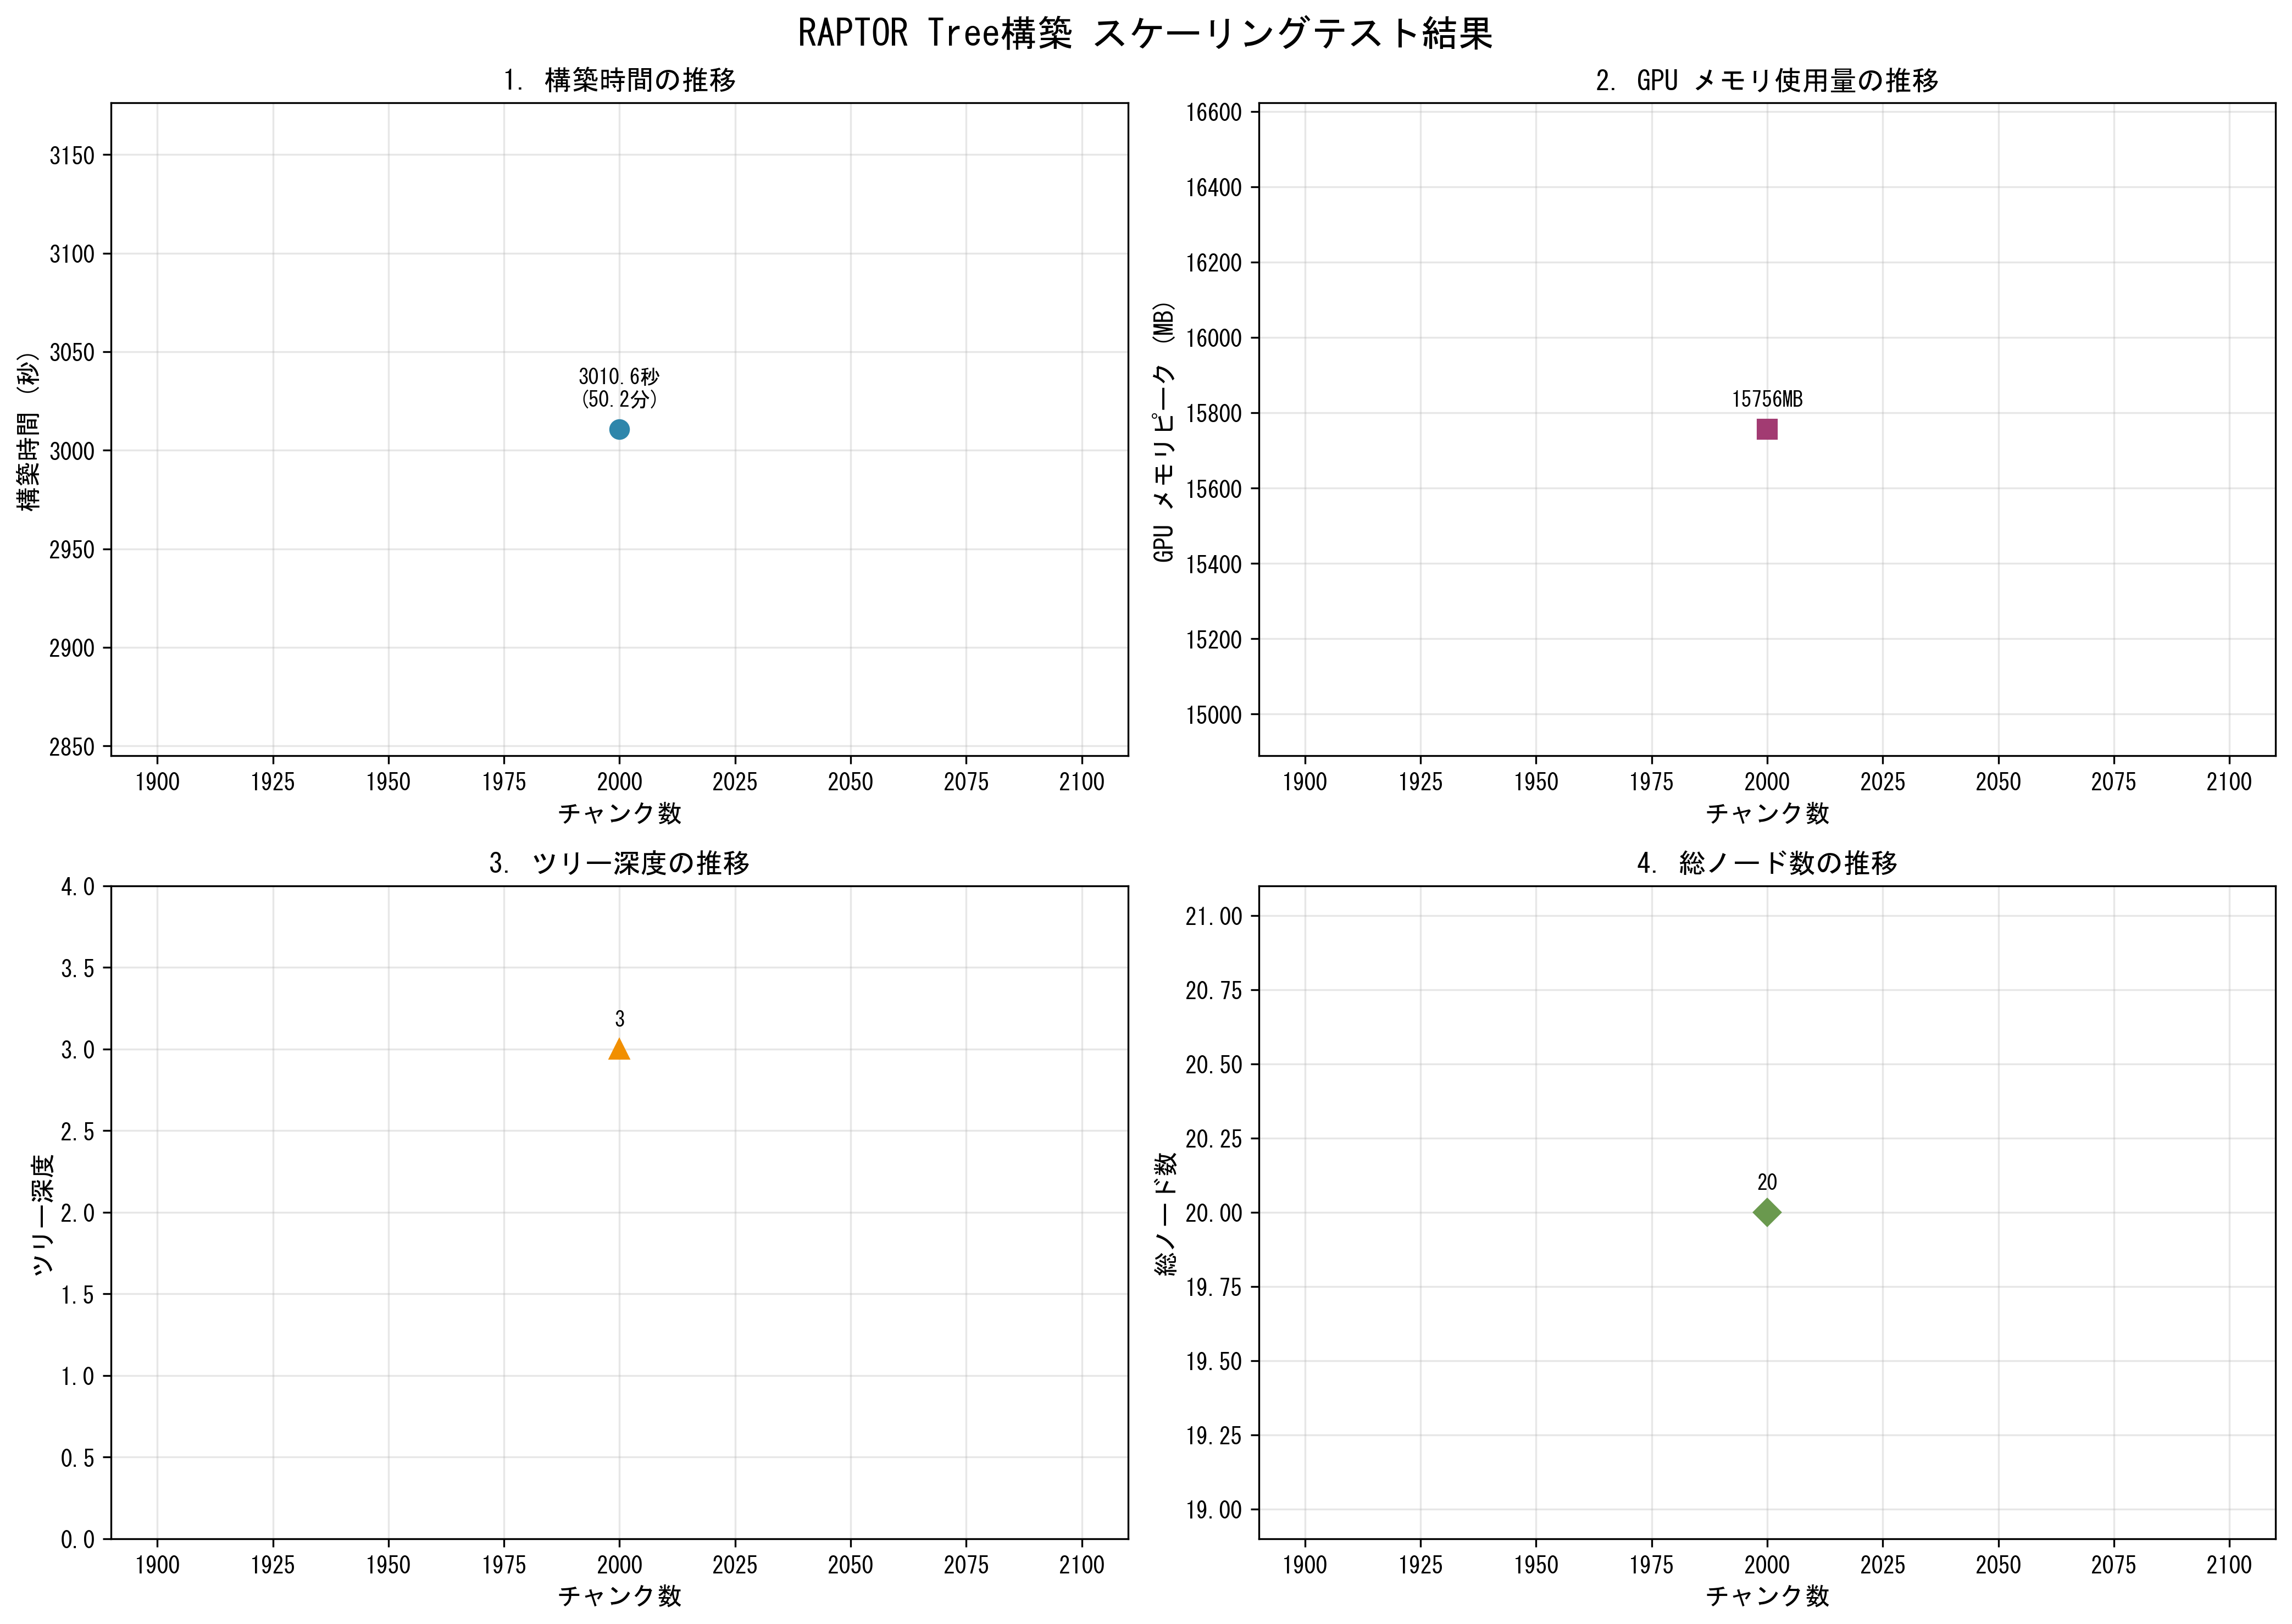 RAPTOR Tree構築 スケーリングテスト結果
1. 構築時間の推移
構築時間 (秒)
3150
3100
3050
3000
2950
2900
2850
3010.6秒
(50.2分)
1900 1925 1950 1975 2000 2025 2050 2075 2100
チャンク数
2. GPU メモリ使用量の推移
GPU メモリピーク (MB)
16600
16400
16200
16000
15800
15600
15400
15200
15000
15756MB
1900 1925 1950 1975 2000 2025 2050 2075 2100
チャンク数
3. ツリー深度の推移
ツリー深度
4.0
3.5
3.0
2.5
2.0
1.5
1.0
0.5
0.0
3
1900 1925 1950 1975 2000 2025 2050 2075 2100
チャンク数
4. 総ノード数の推移
総ノード数
21.00
20.75
20.50
20.25
20.00
19.75
19.50
19.25
19.00
20
1900 1925 1950 1975 2000 2025 2050 2075 2100
チャンク数